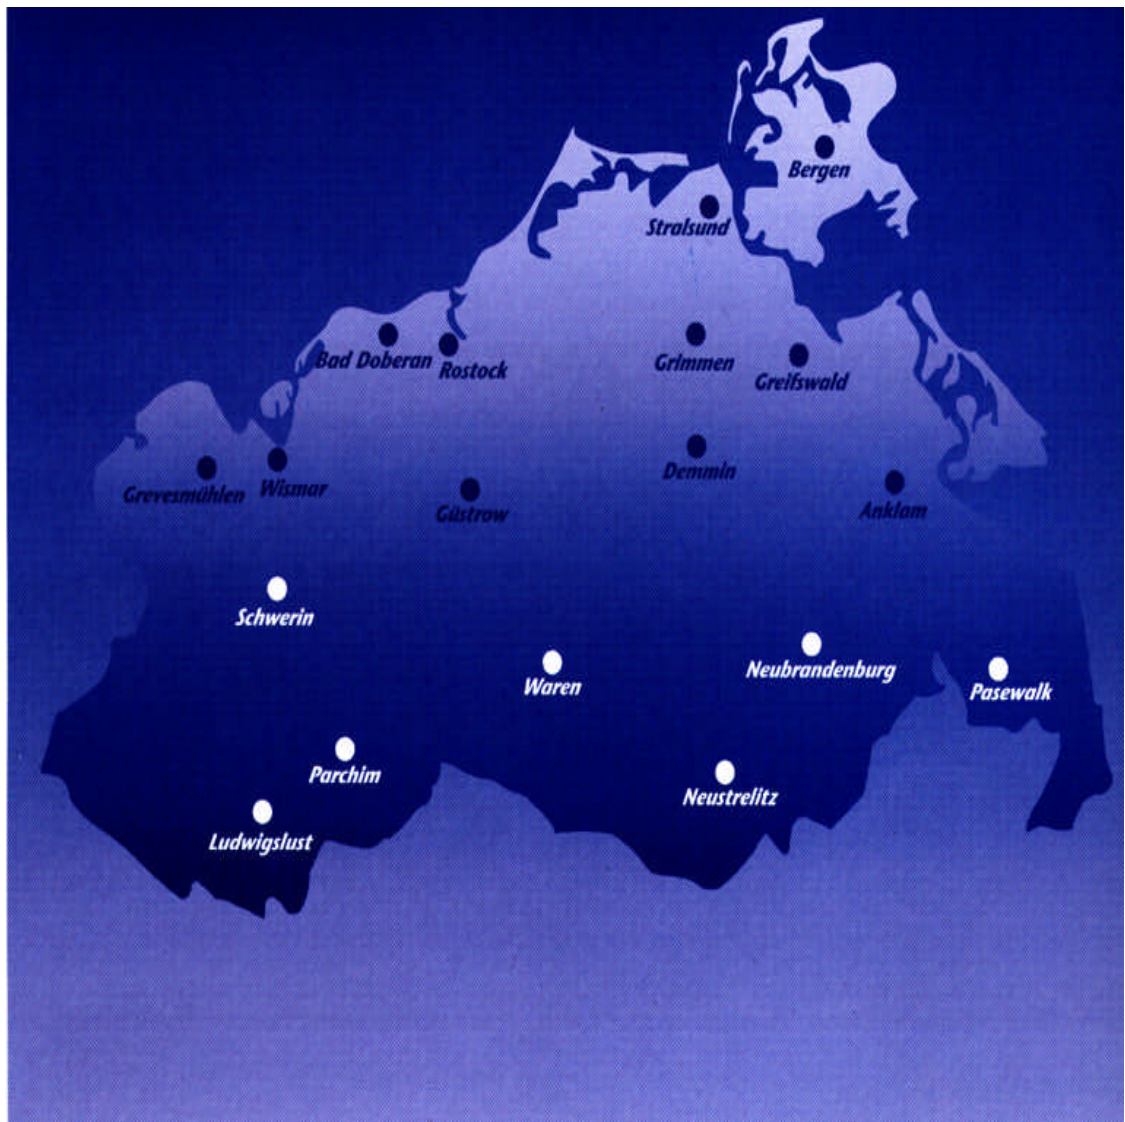 Bergen
Stralsund
Bad Doberan
Rostock
Grimmen
Greifswald
Grevesmühlen
Wismar
Güstrow
Demmin
Anklam
Schwerin
Waren
Neubrandenburg
Pasewalk
Parchim
Neustrelitz
Ludwigslust